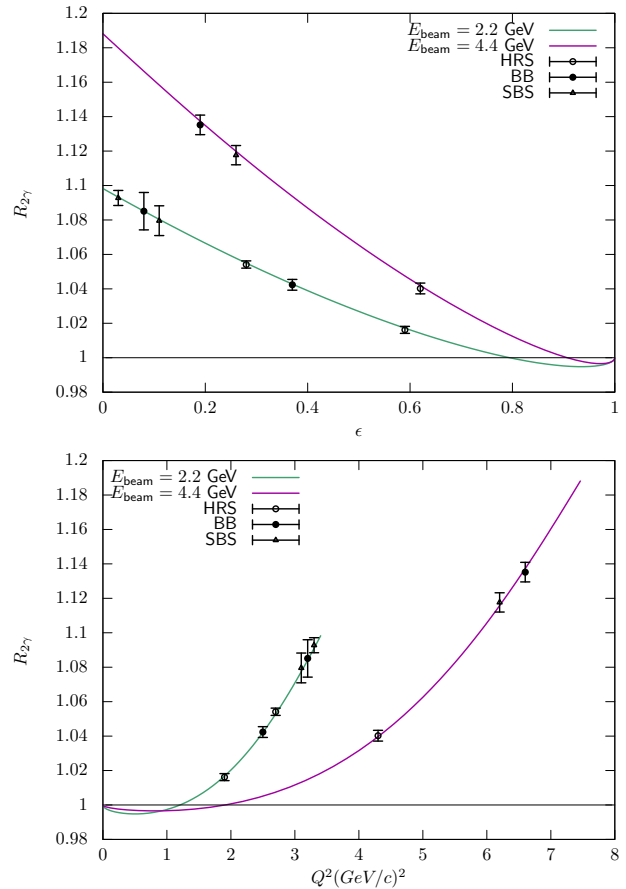 1.2
1.18
1.16
1.14
1.12
1.1
1.08
1.06
1.04
1.02
1
0.98
R₂γ
E_beam = 2.2 GeV
E_beam = 4.4 GeV
HRS
BB
SBS
0 0.2 0.4 0.6 0.8 1
ϵ
1.2
1.18
1.16
1.14
1.12
1.1
1.08
1.06
1.04
1.02
1
0.98
R₂γ
E_beam = 2.2 GeV
E_beam = 4.4 GeV
HRS
BB
SBS
0 1 2 3 4 5 6 7 8
Q²(GeV/c)²